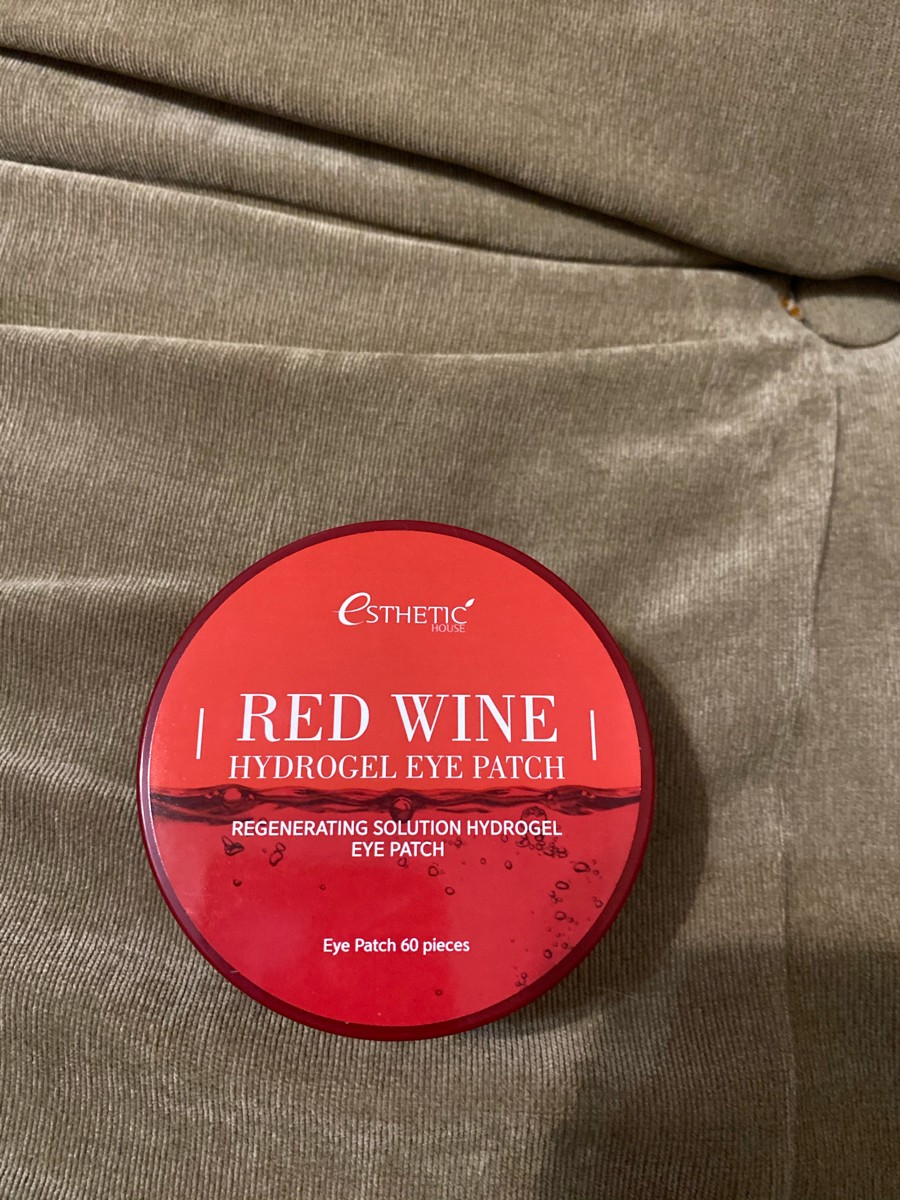 eSTHETIC
HOUSE
RED WINE
HYDROGEL EYE PATCH
REGENERATING SOLUTION HYDROGEL
EYE PATCH
Eye Patch 60 pieces